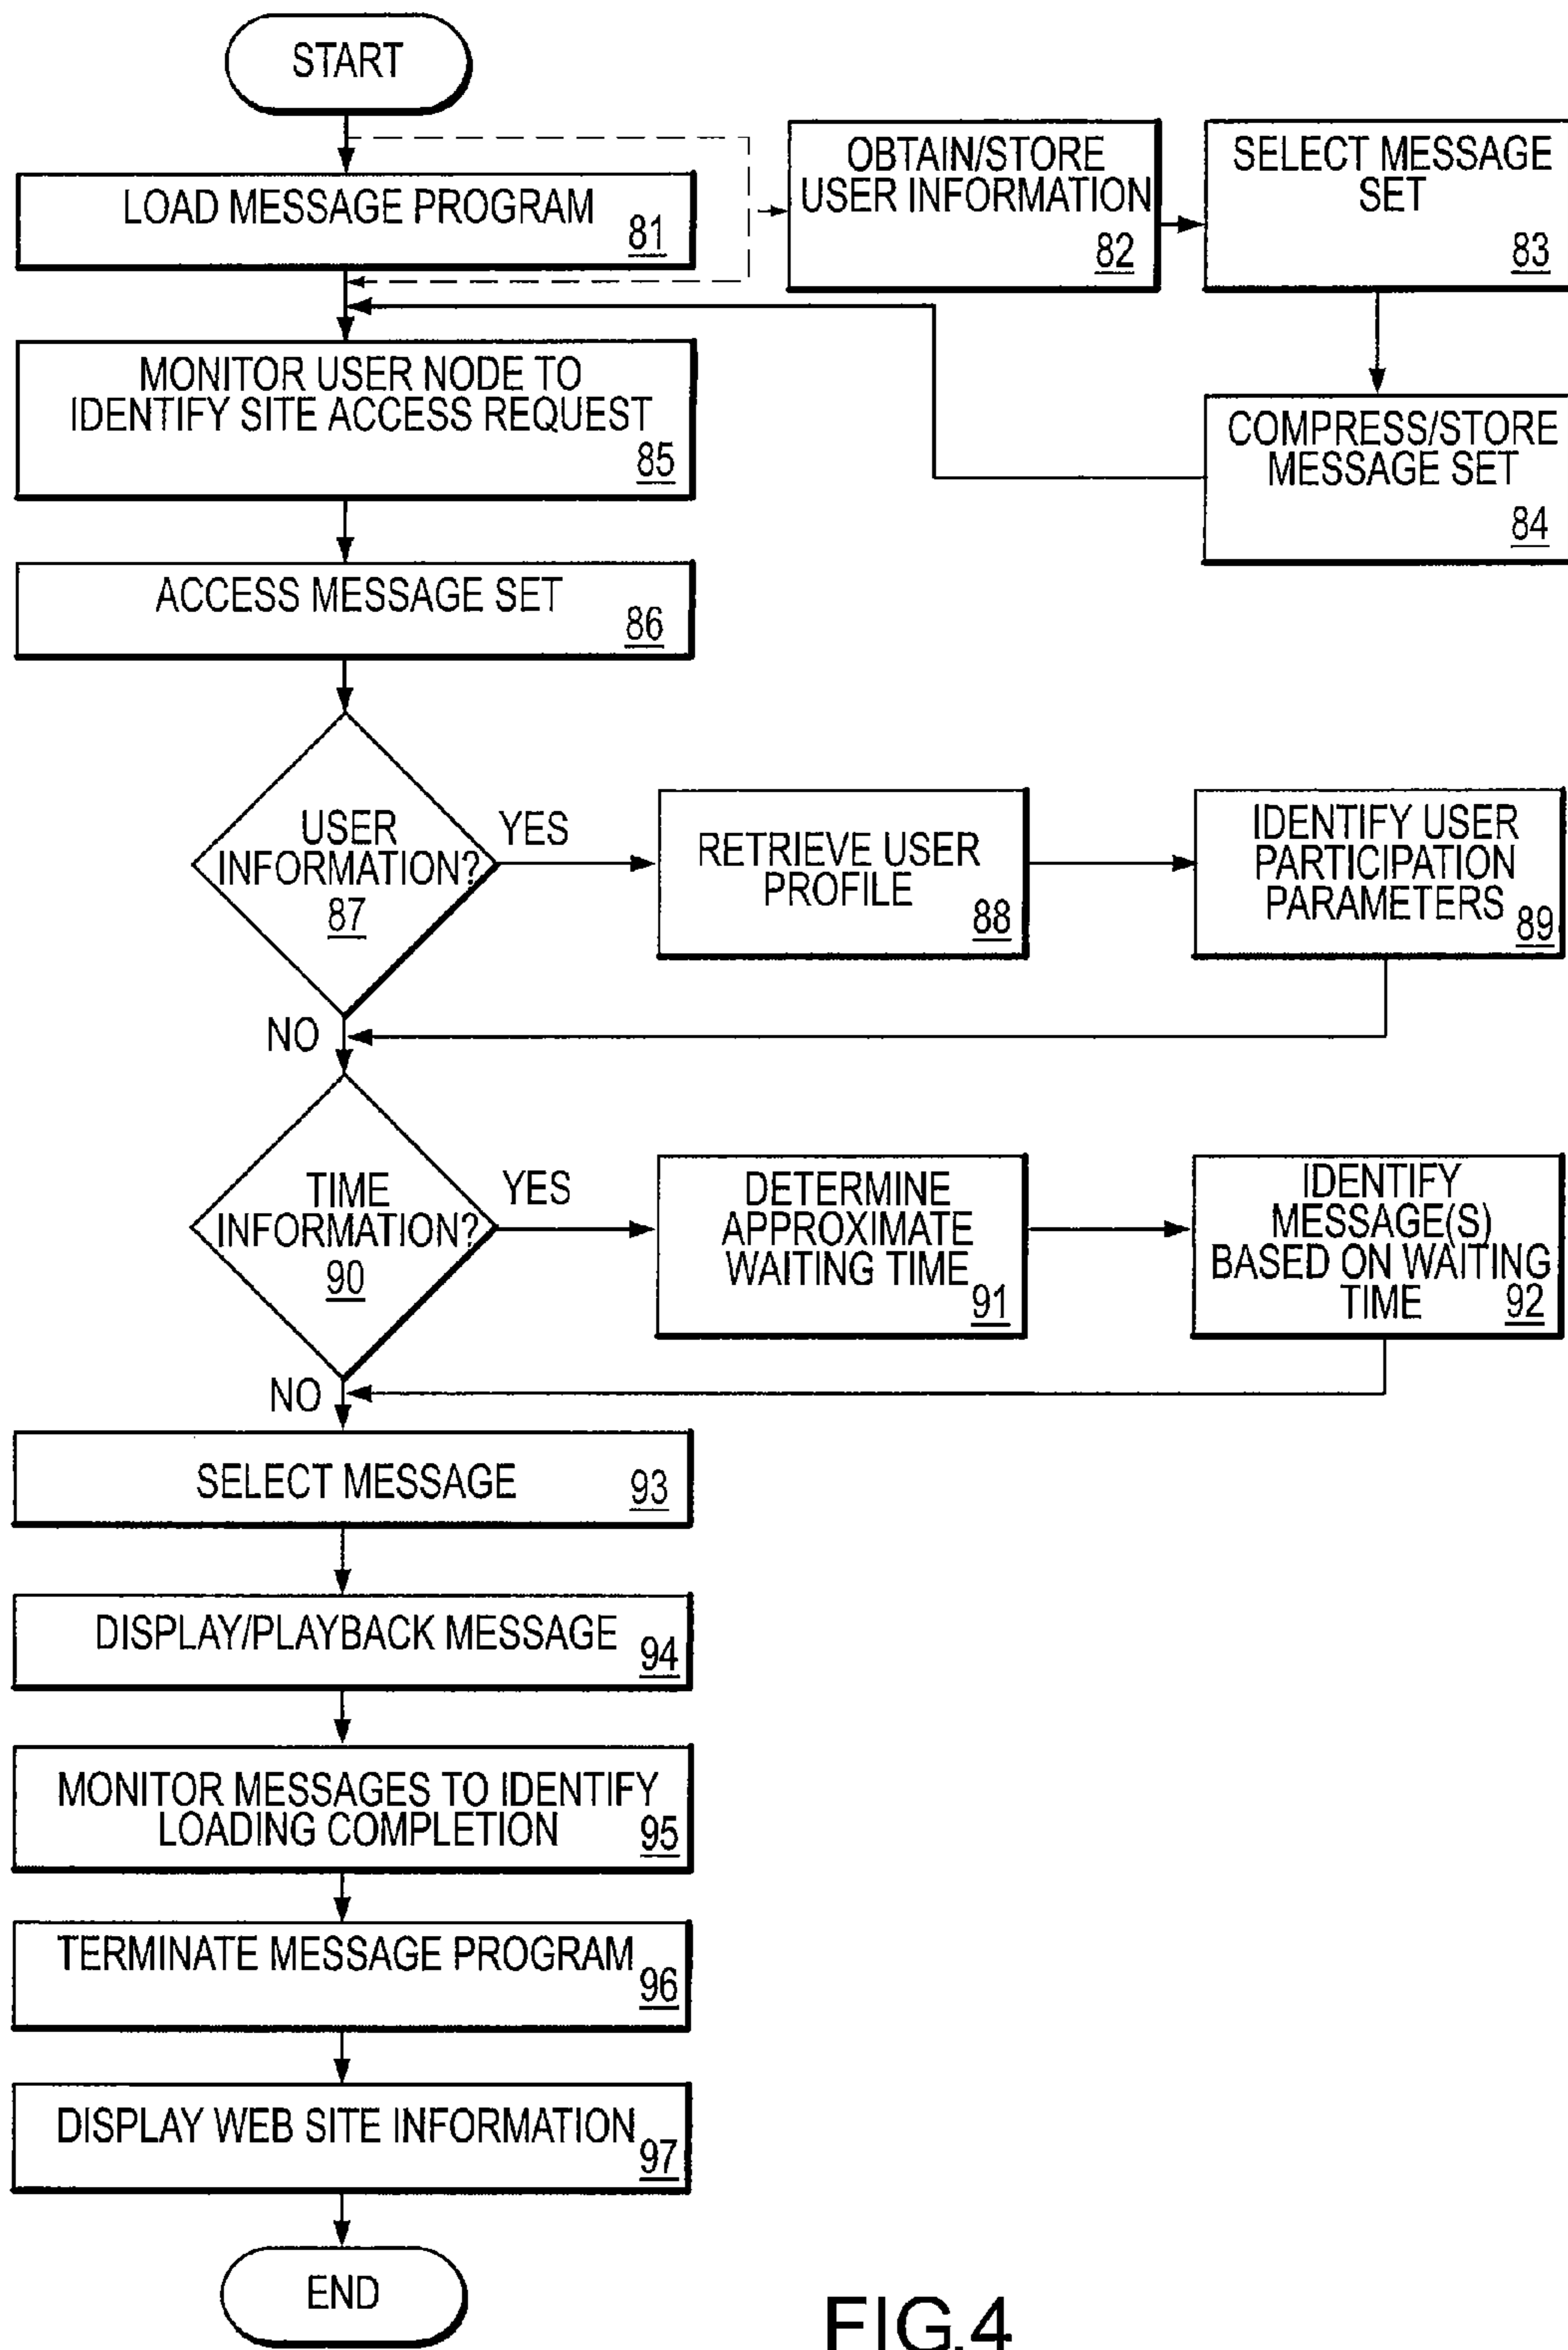 START
LOAD MESSAGE PROGRAM
81
OBTAIN/STORE
USER INFORMATION
82
SELECT MESSAGE
SET
83
COMPRESS/STORE
MESSAGE SET
84
MONITOR USER NODE TO
IDENTIFY SITE ACCESS REQUEST
85
ACCESS MESSAGE SET
86
USER
INFORMATION?
87
YES
RETRIEVE USER
PROFILE
88
IDENTIFY USER
PARTICIPATION
PARAMETERS
89
NO
TIME
INFORMATION?
90
YES
DETERMINE
APPROXIMATE
WAITING TIME
91
IDENTIFY
MESSAGE(S)
BASED ON WAITING
TIME
92
NO
SELECT MESSAGE
93
DISPLAY/PLAYBACK MESSAGE
94
MONITOR MESSAGES TO IDENTIFY
LOADING COMPLETION
95
TERMINATE MESSAGE PROGRAM
96
DISPLAY WEB SITE INFORMATION
97
END
FIG.4